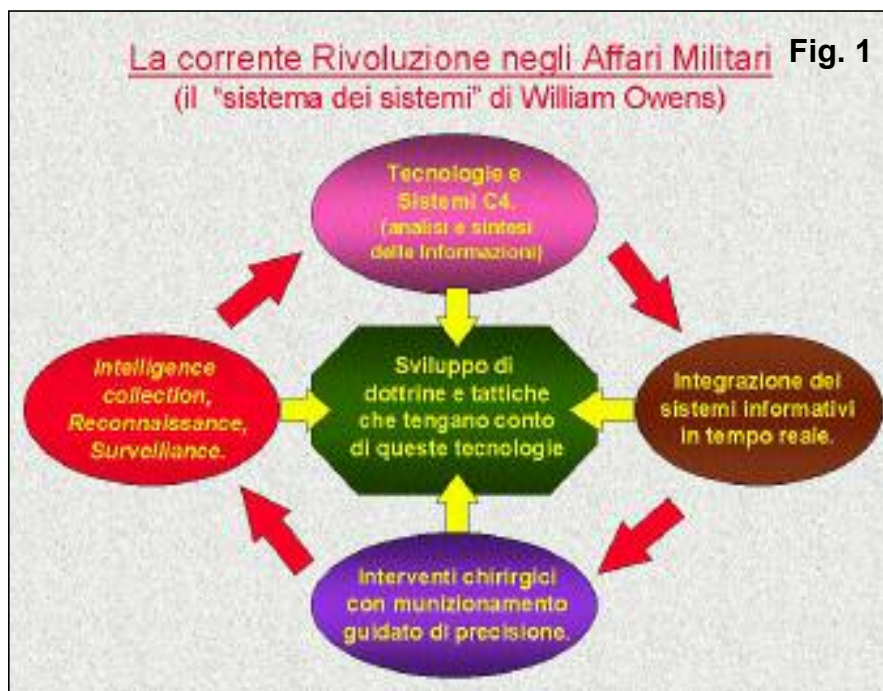 La corrente Rivoluzione negli Affari Militari
Fig. 1
(il "sistema dei sistemi" di William Owens)
Tecnologie e
Sistemi C4.
(analisi e sintesi
delle Informazioni)
Intelligence
collection,
Reconnaissance,
Survelliance.
Sviluppo di
dottrine e tattiche
che tengano conto
di queste tecnologie
Integrazione dei
sistemi informativi
in tempo reale.
Interventi chirirgici
con munizionamento
guidato di precisione.